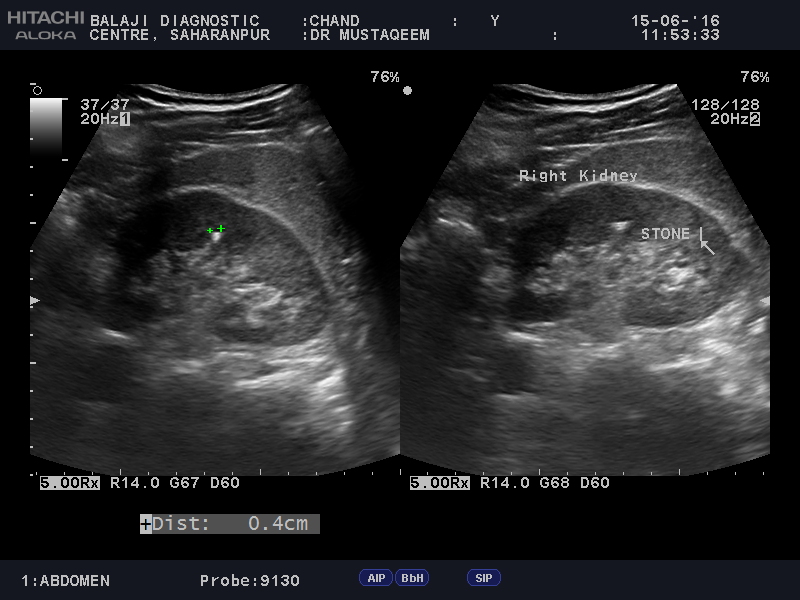 HITACHI BALAJI DIAGNOSTIC :CHAND : Y 15-06-'16
ALOKA CENTRE, SAHARANPUR :DR MUSTAQEEM : 11:53:33
76% 76%
37/37 128/128
20Hz1 20Hz2
Right Kidney
STONE
5.00Rx R14.0 G67 D60 5.00Rx R14.0 G68 D60
+Dist: 0.4cm
1:ABDOMEN Probe:9130 AIP BbH SIP